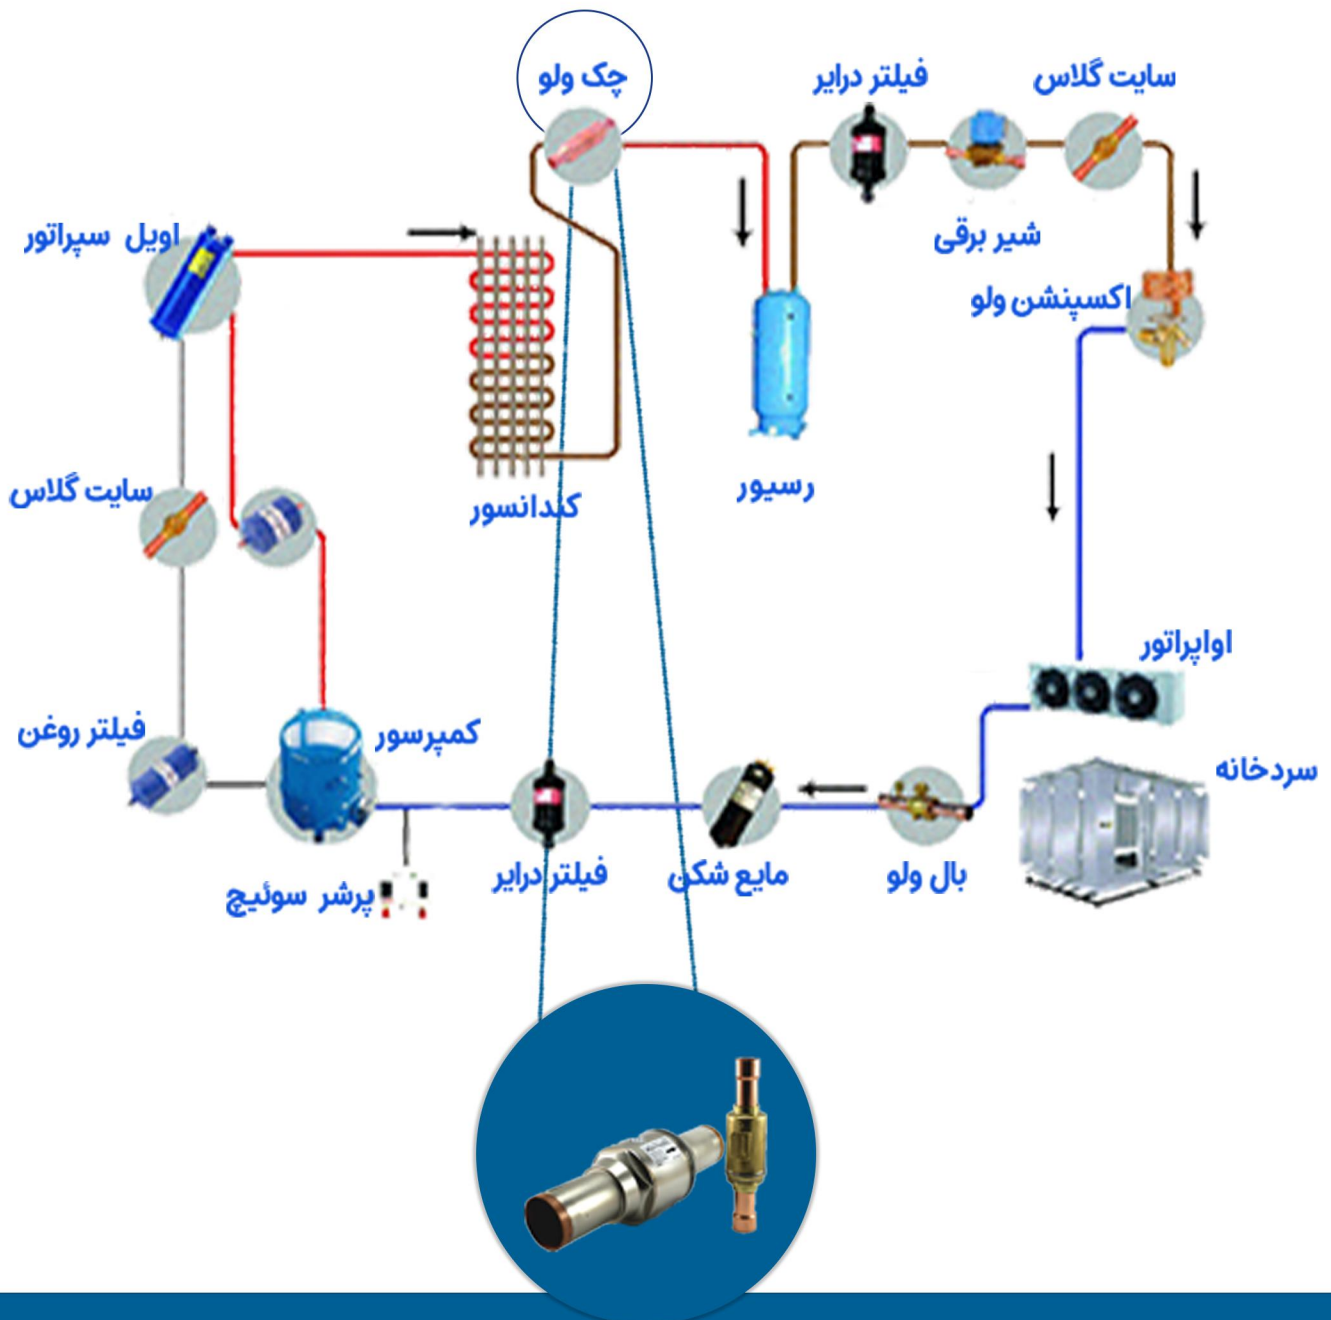 چک ولو
فیلتر درایر
سایت گلاس
اویل سپراتور
شیر برقی
اکسپنشن ولو
سایت گلاس
کندانسور
رسیور
اواپراتور
فیلتر روغن
کمپرسور
سردخانه
پرشر سوئیچ
فیلتر درایر
مایع شکن
بال ولو